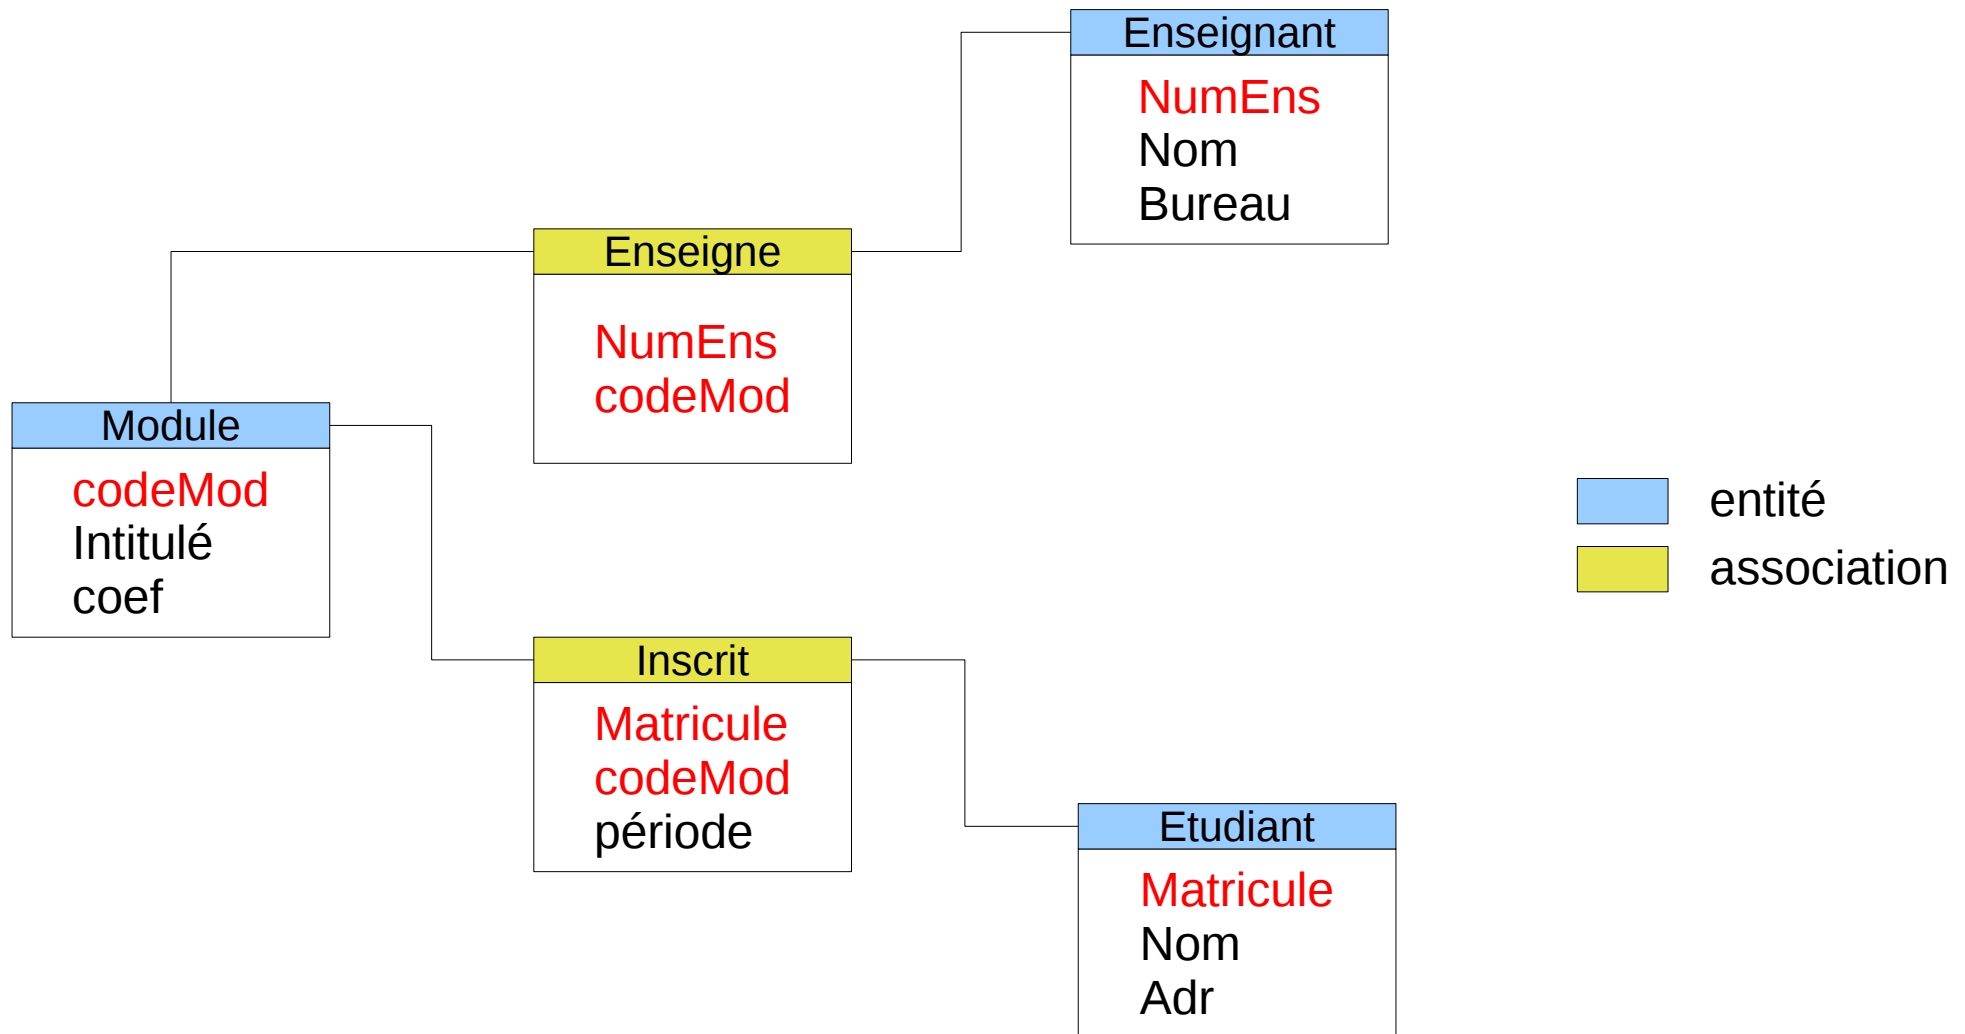 Enseignant
NumEns
Nom
Bureau
Enseigne
NumEns
codeMod
Module
codeMod
Intitulé
coef
entité
association
Inscrit
Matricule
codeMod
période
Etudiant
Matricule
Nom
Adr